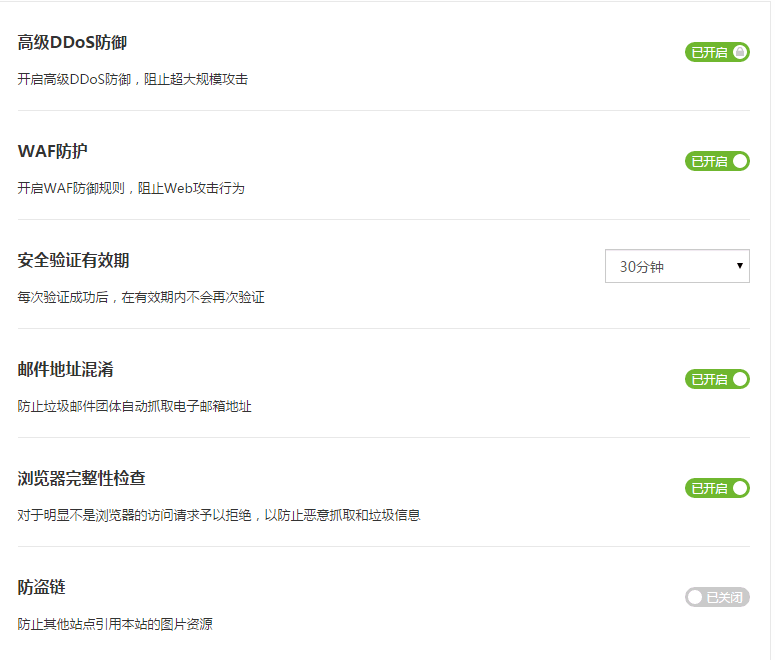 高级DDoS防御
已开启
开启高级DDoS防御，阻止超大规模攻击
WAF防护
已开启
开启WAF防御规则，阻止Web攻击行为
安全验证有效期
30分钟
每次验证成功后，在有效期内不会再次验证
邮件地址混淆
已开启
防止垃圾邮件团体自动抓取电子邮箱地址
浏览器完整性检查
已开启
对于明显不是浏览器的访问请求予以拒绝，以防止恶意抓取和垃圾信息
防盗链
已关闭
防止其他站点引用本站的图片资源